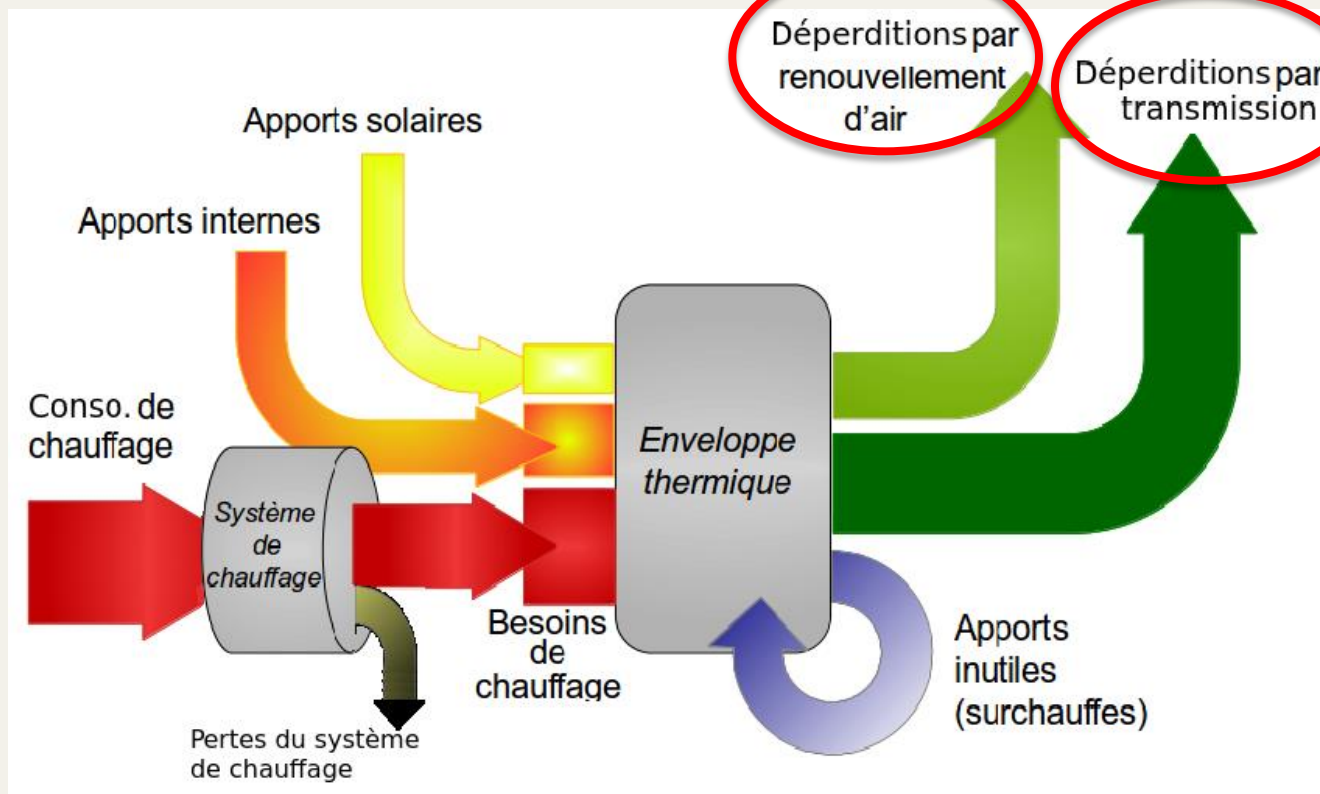 Déperditions par
renouvellement
d'air
Déperditions par
transmission
Apports solaires
Apports internes
Conso. de
chauffage
Système
de
chauffage
Enveloppe
thermique
Besoins
de
chauffage
Apports
inutiles
(surchauffes)
Pertes du système
de chauffage